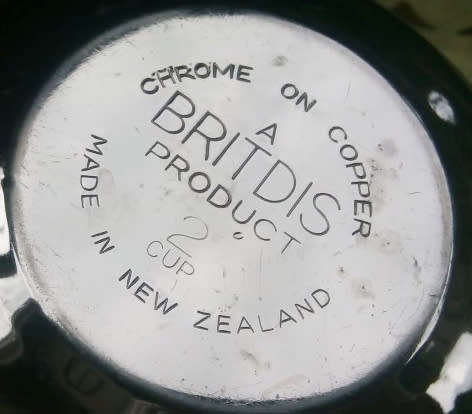 CHROME ON COPPER
A
BRITDIS
PRODUCT
2
CUP
MADE IN NEW ZEALAND